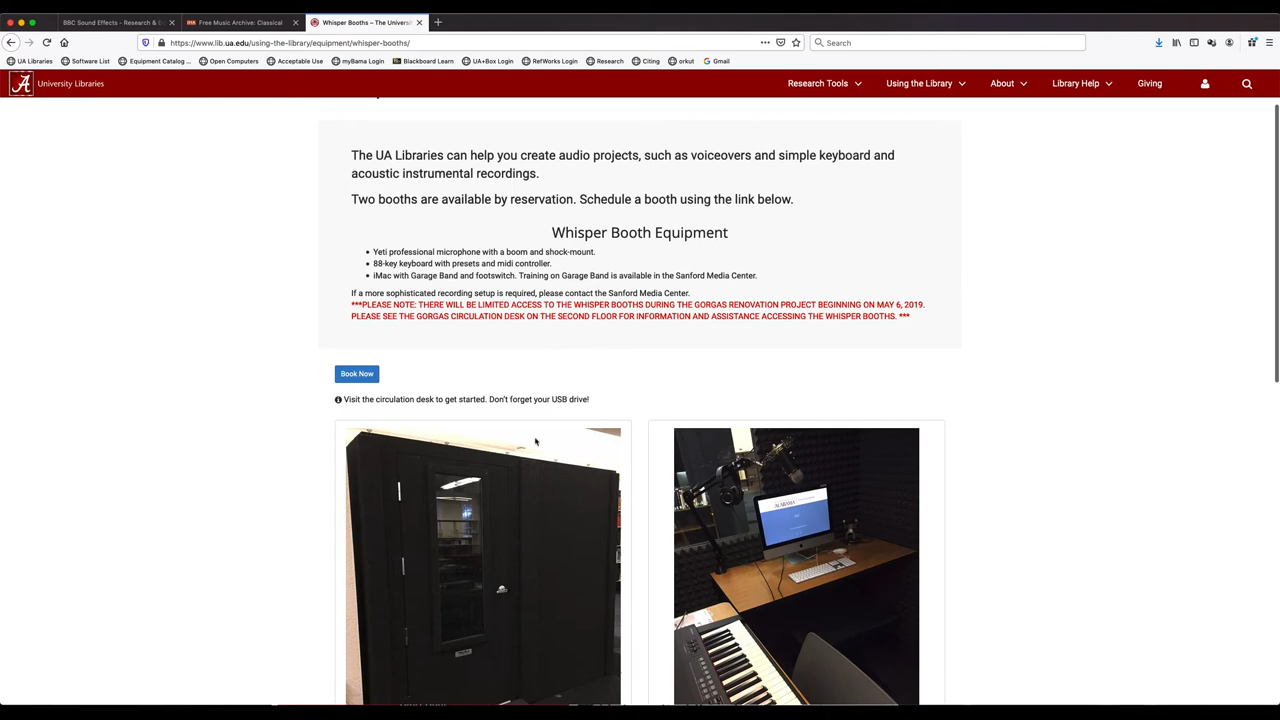 BBC Sound Effects - Research & E
Free Music Archive: Classical
Whisper Booths – The Universi
https://www.lib.ua.edu/using-the-library/equipment/whisper-booths/
Search
UA Libraries
Software List
Equipment Catalog ...
Open Computers
Acceptable Use
myBama Login
Blackboard Learn
UA+Box Login
RefWorks Login
Research
Citing
orkut
Gmail
A
University Libraries
Research Tools
Using the Library
About
Library Help
Giving
The UA Libraries can help you create audio projects, such as voiceovers and simple keyboard and
acoustic instrumental recordings.
Two booths are available by reservation. Schedule a booth using the link below.
Whisper Booth Equipment
Yeti professional microphone with a boom and shock-mount.
88-key keyboard with presets and midi controller.
iMac with Garage Band and footswitch. Training on Garage Band is available in the Sanford Media Center.
If a more sophisticated recording setup is required, please contact the Sanford Media Center.
***PLEASE NOTE: THERE WILL BE LIMITED ACCESS TO THE WHISPER BOOTHS DURING THE GORGAS RENOVATION PROJECT BEGINNING ON MAY 6, 2019.
PLEASE SEE THE GORGAS CIRCULATION DESK ON THE SECOND FLOOR FOR INFORMATION AND ASSISTANCE ACCESSING THE WHISPER BOOTHS. ***
Book Now
Visit the circulation desk to get started. Don't forget your USB drive!
ALABAMA